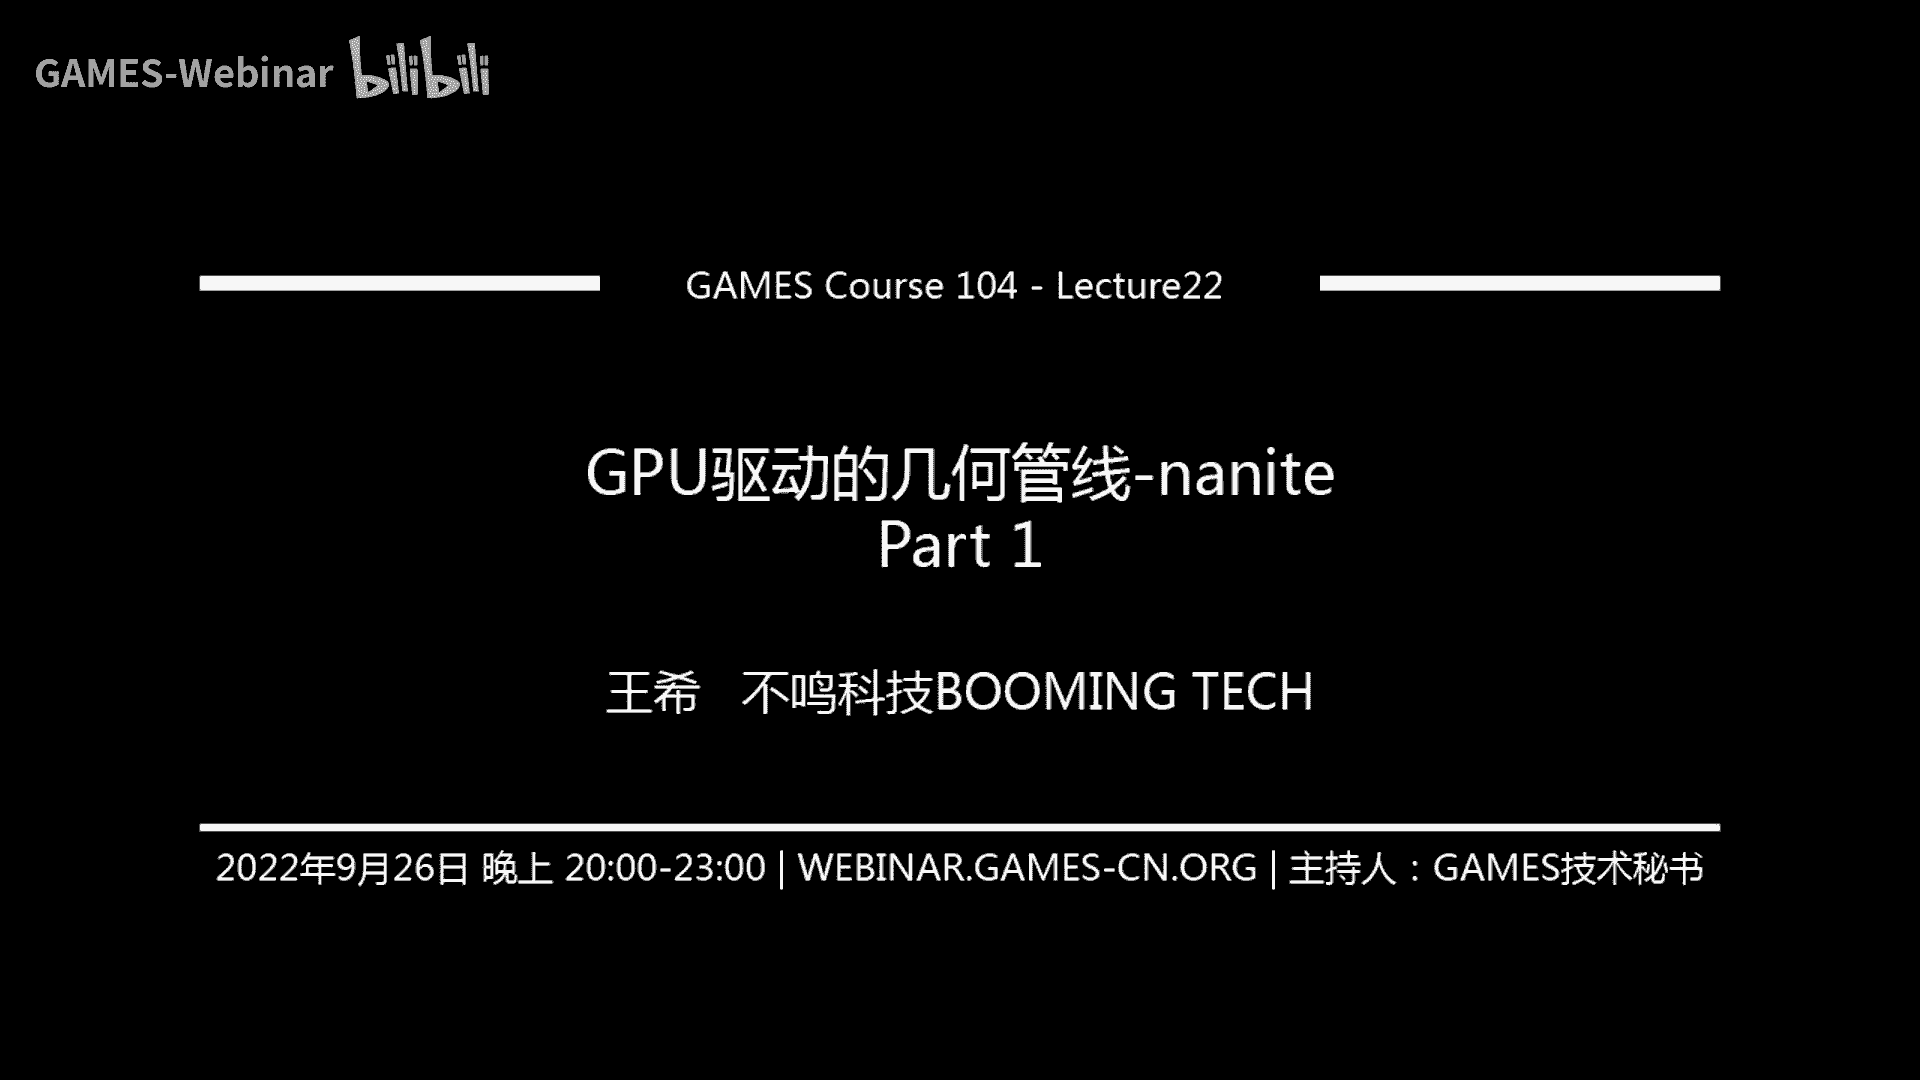 GAMES-Webinar bilibili
GAMES Course 104 - Lecture22
GPU驱动的几何管线-nanite
Part 1
王希 不鸣科技BOOMING TECH
2022年9月26日 晚上 20:00-23:00 | WEBINAR.GAMES-CN.ORG | 主持人：GAMES技术秘书